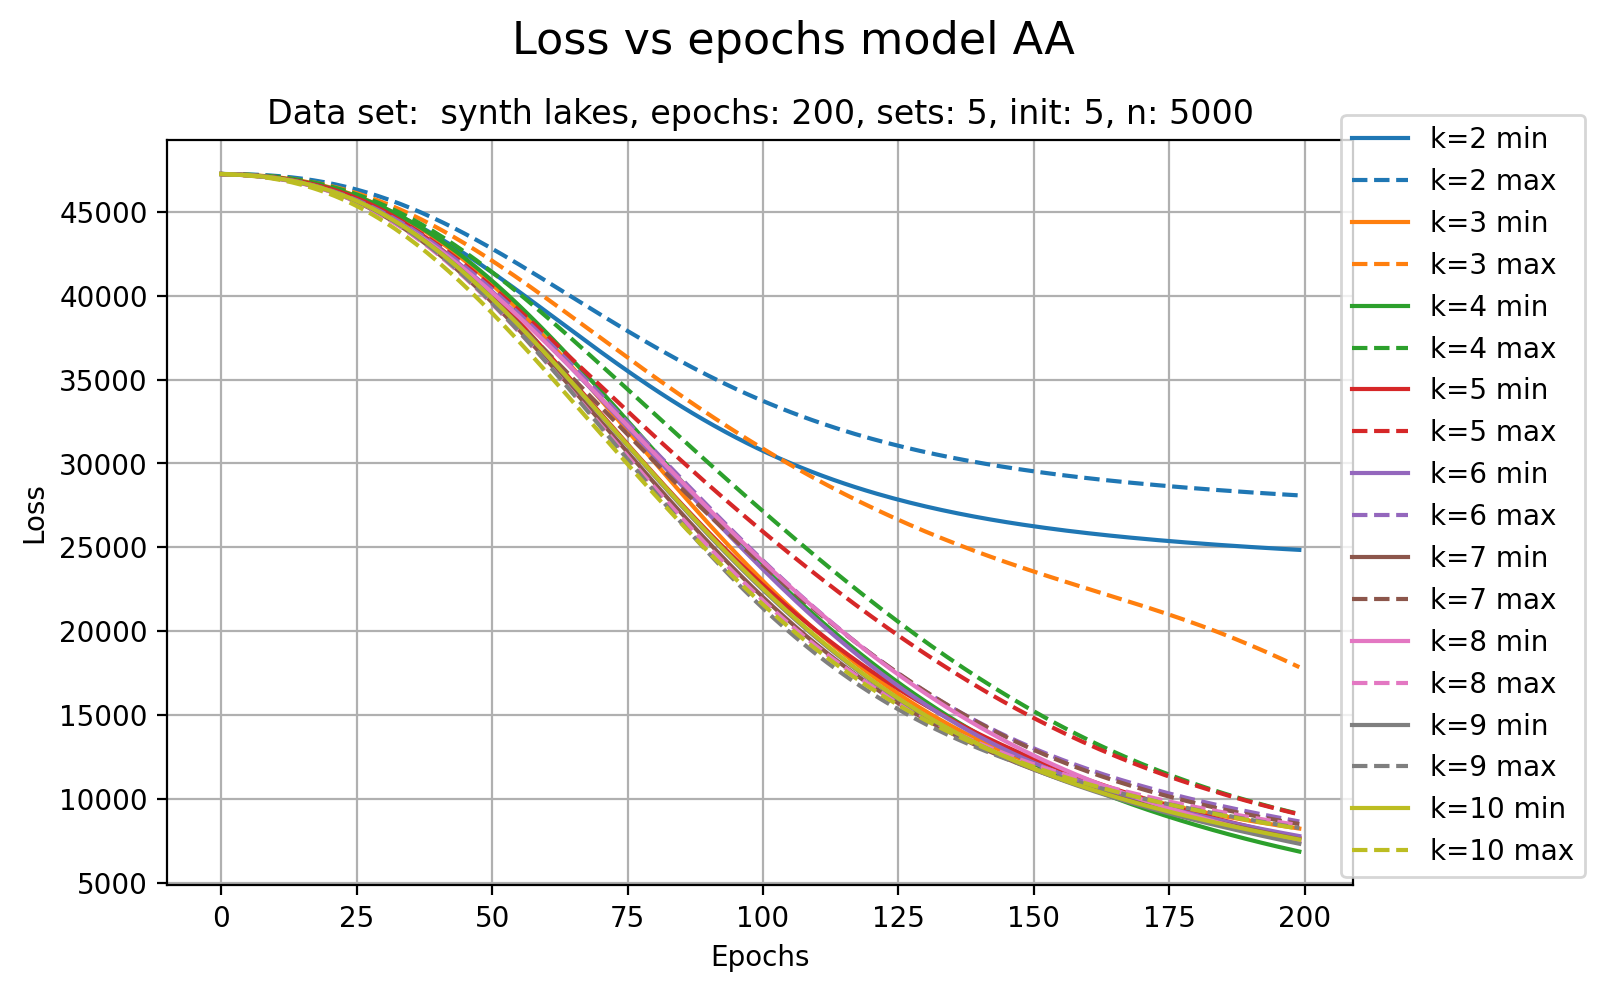 Loss vs epochs model AA
Data set:  synth lakes, epochs: 200, sets: 5, init: 5, n: 5000
45000
40000
35000
30000
25000
20000
15000
10000
5000
Loss
0 25 50 75 100 125 150 175 200
Epochs
k=2 min
k=2 max
k=3 min
k=3 max
k=4 min
k=4 max
k=5 min
k=5 max
k=6 min
k=6 max
k=7 min
k=7 max
k=8 min
k=8 max
k=9 min
k=9 max
k=10 min
k=10 max